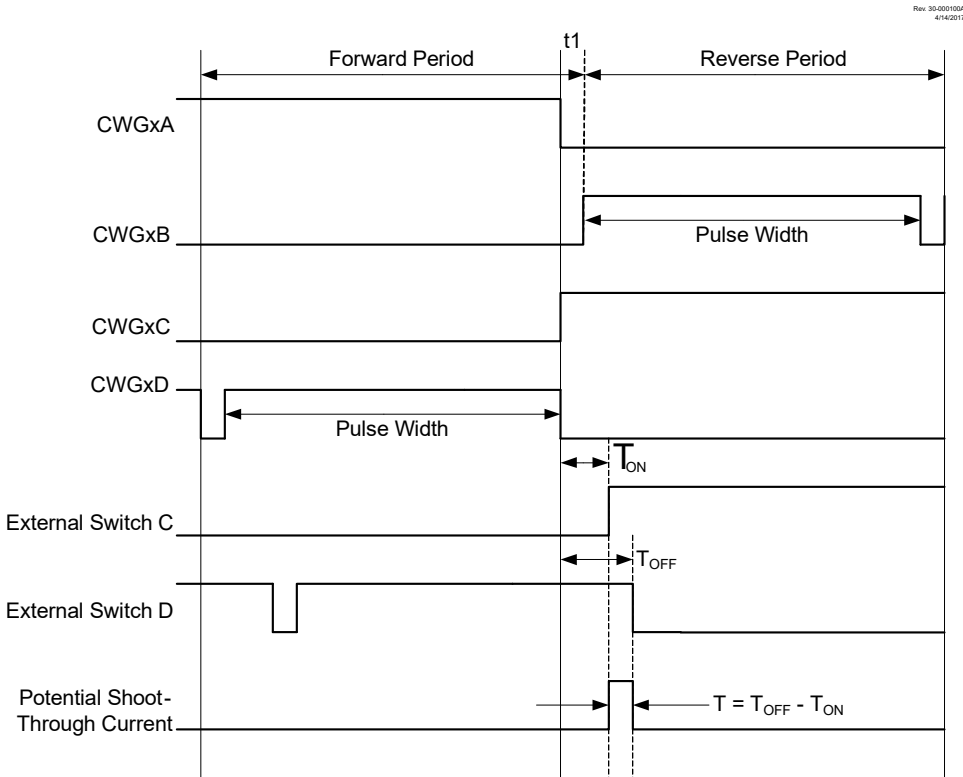 Rev. 30-000100A
4/14/2017
t1
Forward Period
Reverse Period
CWGxA
CWGxB
Pulse Width
CWGxC
CWGxD
Pulse Width
TON
External Switch C
TOFF
External Switch D
Potential Shoot-
Through Current
T = TOFF - TON